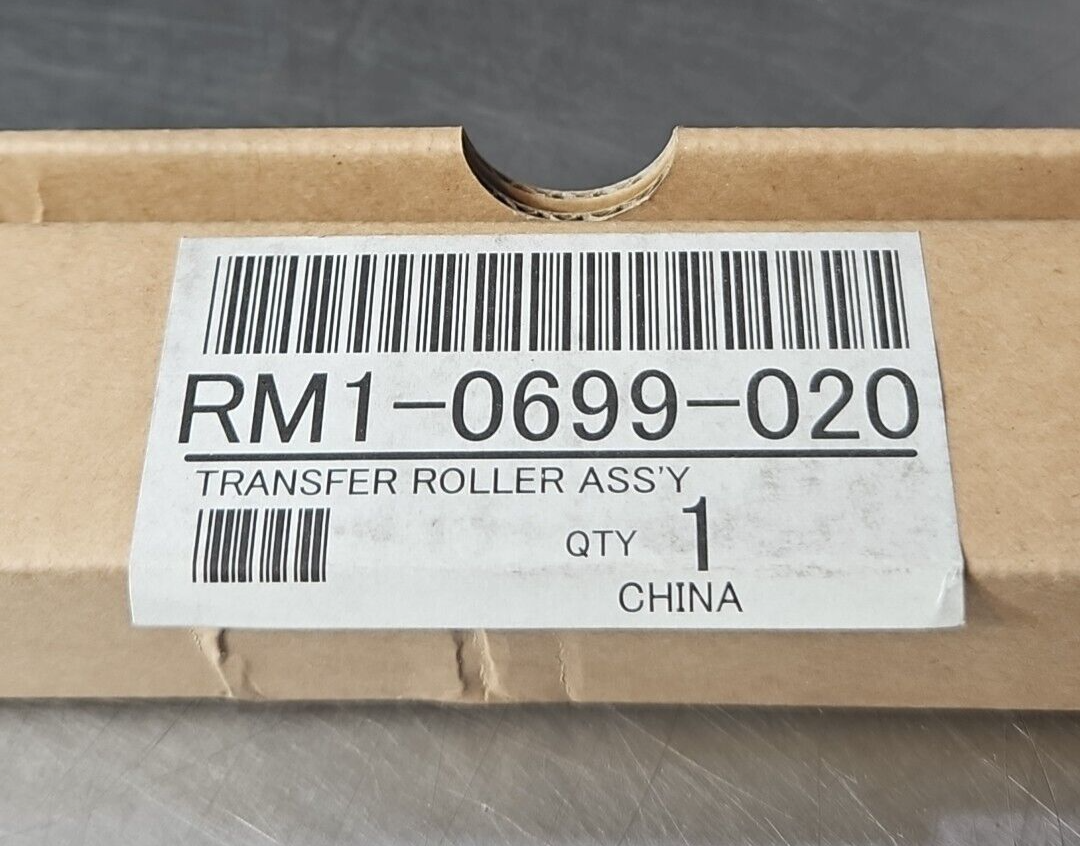 RM1-0699-020
TRANSFER ROLLER ASS'Y
QTY 1
CHINA